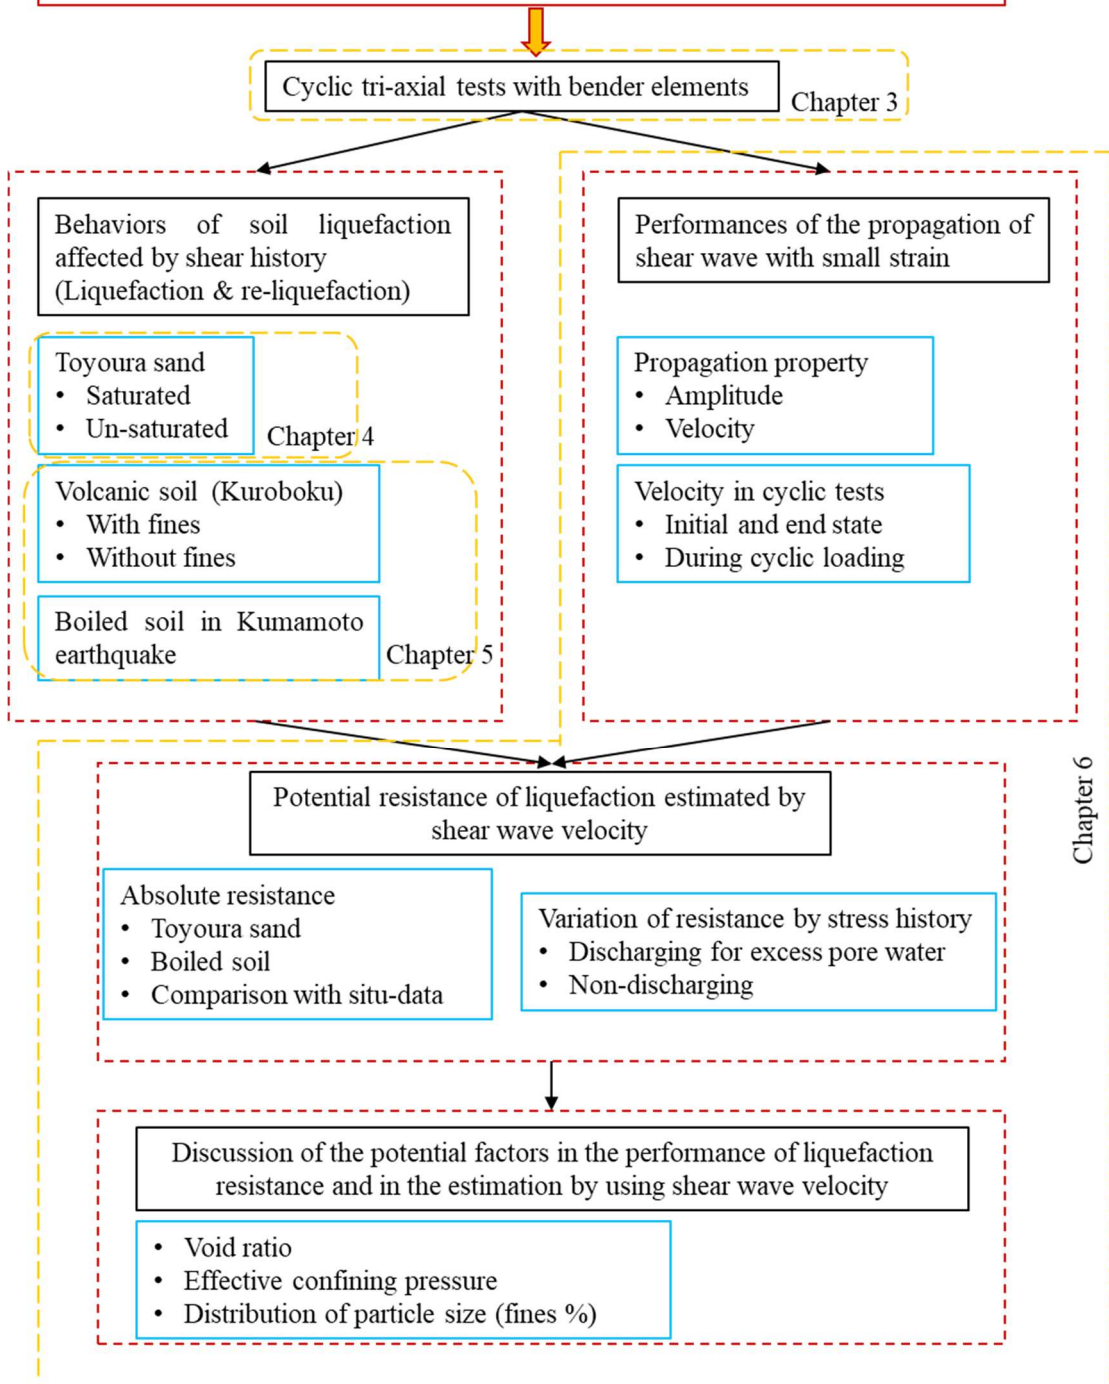 Cyclic tri-axial tests with bender elements
Chapter 3
Behaviors of soil liquefaction
affected by shear history
(Liquefaction & re-liquefaction)
Toyoura sand
• Saturated
• Un-saturated
Chapter 4
Volcanic soil (Kuroboku)
• With fines
• Without fines
Boiled soil in Kumamoto
earthquake
Chapter 5
Performances of the propagation of
shear wave with small strain
Propagation property
• Amplitude
• Velocity
Velocity in cyclic tests
• Initial and end state
• During cyclic loading
Potential resistance of liquefaction estimated by
shear wave velocity
Absolute resistance
• Toyoura sand
• Boiled soil
• Comparison with situ-data
Variation of resistance by stress history
• Discharging for excess pore water
• Non-discharging
Chapter 6
Discussion of the potential factors in the performance of liquefaction
resistance and in the estimation by using shear wave velocity
• Void ratio
• Effective confining pressure
• Distribution of particle size (fines %)